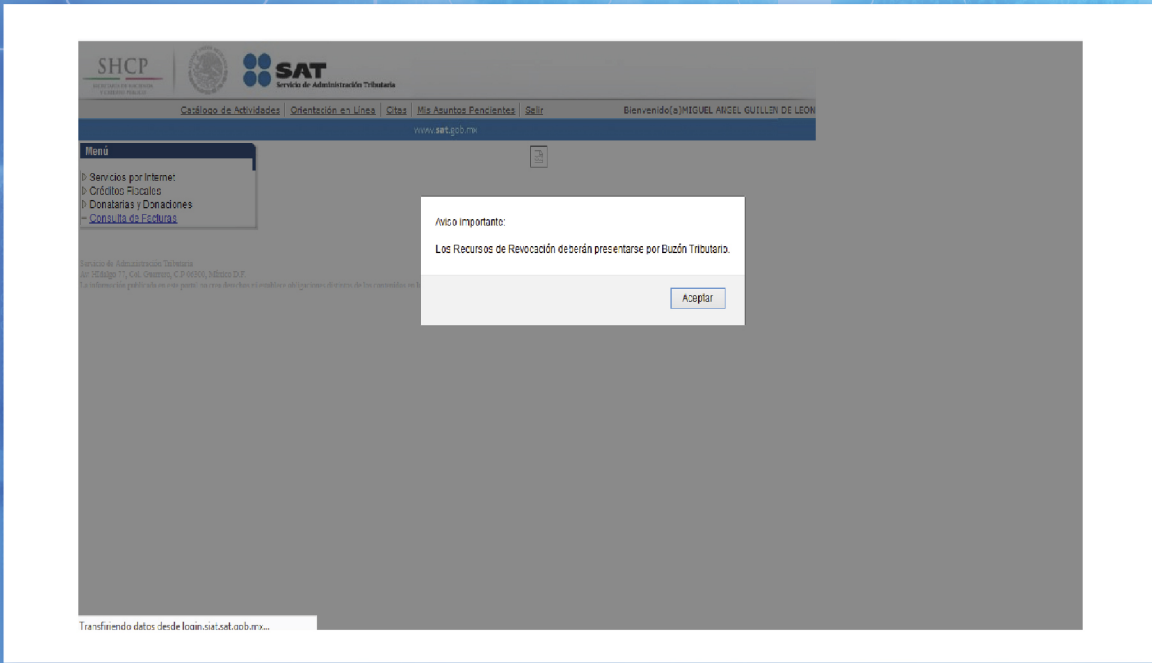 SHCP
SAT
Servicio de Administración Tributaria
Catálogo de Actividades | Orientación en Línea | Citas | Mis Asuntos Pendientes | Salir
Bienvenido[a]MIGUEL ANGEL GUILLEN DE LEON
www.sat.gob.mx
Menú
Servicios por Internet
Créditos Fiscales
Donatarias y Donaciones
Consulta de Facturas
Aviso Importante:
Los Recursos de Revocación deberán presentarse por Buzón Tributario.
Aceptar
Servicio de Administración Tributaria
Transfiriendo datos desde login.siat.sat.gob.mx...